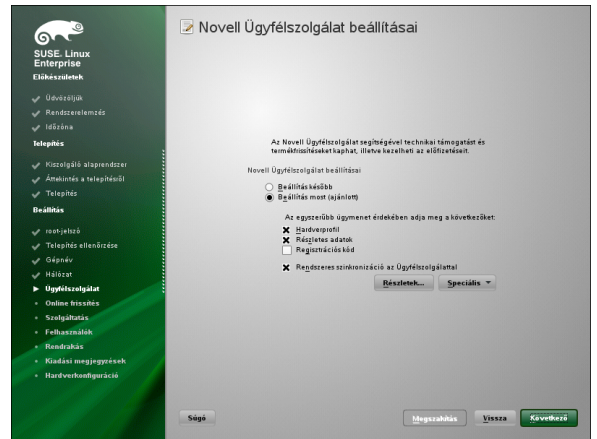 SUSE. Linux
Enterprise
Előkészületek
Üdvözöljük
Rendszerelemzés
Időzóna
Telepítés
Kiszolgáló alaprendszer
Áttekintés a telepítésről
Telepítés
Beállítás
root-jelszó
Telepítés ellenőrzése
Gépnév
Hálózat
Ügyfélszolgálat
Online frissítés
Szolgáltatás
Felhasználók
Rendrakás
Kiadási megjegyzések
Hardverkonfiguráció
Novell Ügyfélszolgálat beállításai
Az Novell Ügyfélszolgálat segítségével technikai támogatást és
termékfrissítéseket kaphat, illetve kezelheti az előfizetéseit.
Novell Ügyfélszolgálat beállításai
Beállítás később
Beállítás most (ajánlott)
Az egyszerűbb ügymenet érdekében adja meg a következőket:
Hardverprofil
Részletes adatok
Regisztrációs kód
Rendszeres szinkronizáció az Ügyfélszolgálattal
Részletek... Speciális
Súgó Megszakítás Vissza Következő